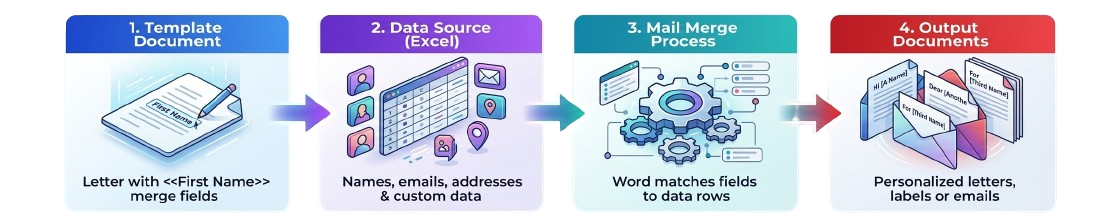 1. Template
Document
First Name
Letter with <<First Name>>
merge fields
2. Data Source
(Excel)
Names, emails, addresses
& custom data
3. Mail Merge
Process
Word matches fields
to data rows
4. Output
Documents
Hi [A Name]
Dear [Anothe
For
[Third Name]
For [Third Name]
Personalized letters,
labels or emails